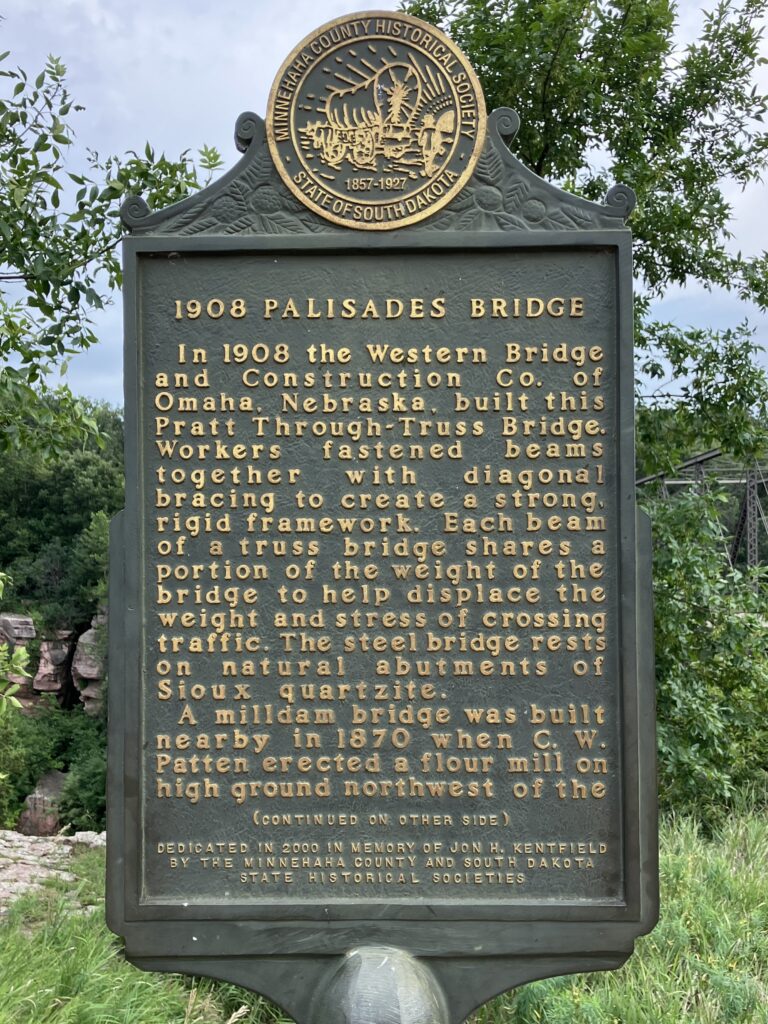 MINNEHAHA COUNTY HISTORICAL SOCIETY
1857-1927
STATE OF SOUTH DAKOTA
1908 PALISADES BRIDGE
In 1908 the Western Bridge
and Construction Co. of
Omaha, Nebraska, built this
Pratt Through-Truss Bridge.
Workers fastened beams
together with diagonal
bracing to create a strong,
rigid framework. Each beam
of a truss bridge shares a
portion of the weight of the
bridge to help displace the
weight and stress of crossing
traffic. The steel bridge rests
on natural abutments of
Sioux quartzite.
A milldam bridge was built
nearby in 1870 when C. W.
Patten erected a flour mill on
high ground northwest of the
(CONTINUED ON OTHER SIDE)
DEDICATED IN 2000 IN MEMORY OF JON H. KENTFIELD
BY THE MINNEHAHA COUNTY AND SOUTH DAKOTA
STATE HISTORICAL SOCIETIES